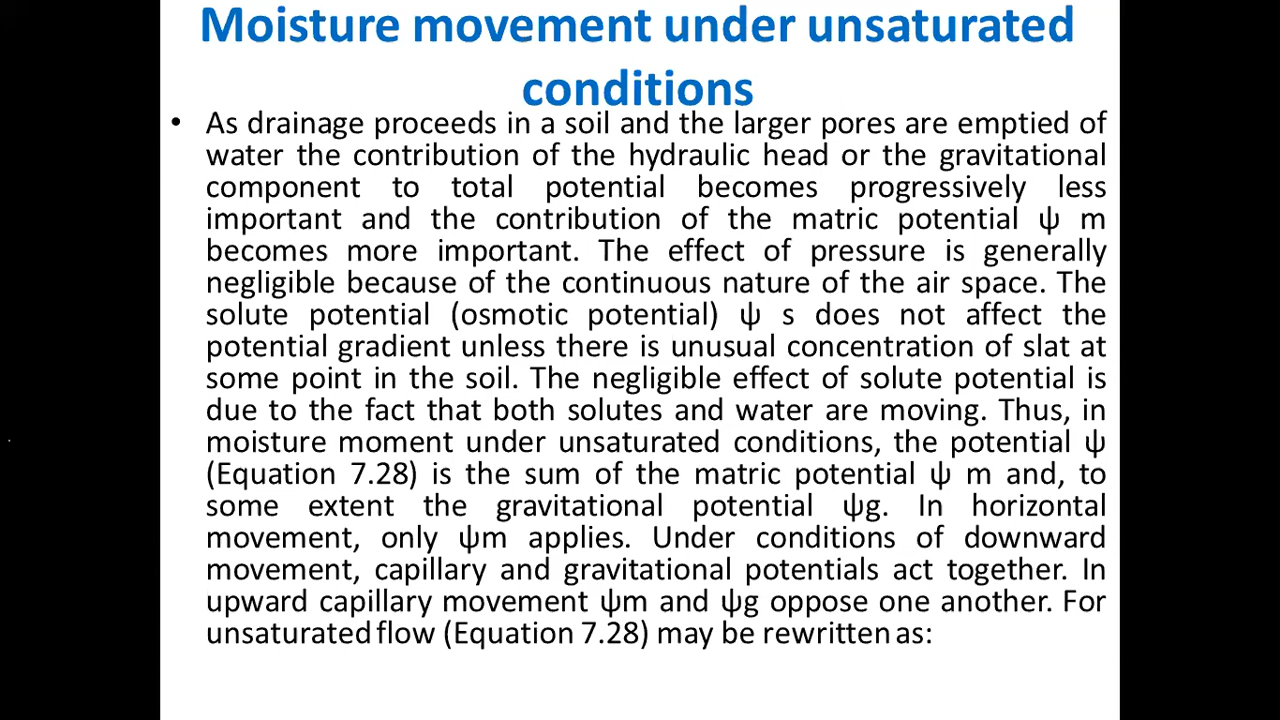 Moisture movement under unsaturated
conditions
• As drainage proceeds in a soil and the larger pores are emptied of
water the contribution of the hydraulic head or the gravitational
component to total potential becomes progressively less
important and the contribution of the matric potential ψ m
becomes more important. The effect of pressure is generally
negligible because of the continuous nature of the air space. The
solute potential (osmotic potential) ψ s does not affect the
potential gradient unless there is unusual concentration of slat at
some point in the soil. The negligible effect of solute potential is
due to the fact that both solutes and water are moving. Thus, in
moisture moment under unsaturated conditions, the potential ψ
(Equation 7.28) is the sum of the matric potential ψ m and, to
some extent the gravitational potential ψg. In horizontal
movement, only ψm applies. Under conditions of downward
movement, capillary and gravitational potentials act together. In
upward capillary movement ψm and ψg oppose one another. For
unsaturated flow (Equation 7.28) may be rewritten as: